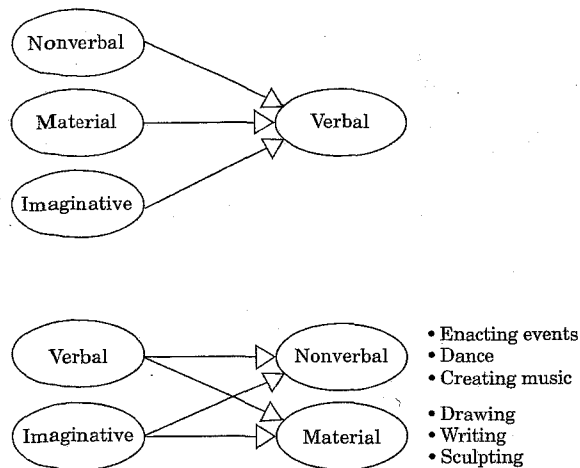 Nonverbal
Material
Verbal
Imaginative
Verbal
Nonverbal
• Enacting events
• Dance
• Creating music
Imaginative
Material
• Drawing
• Writing
• Sculpting